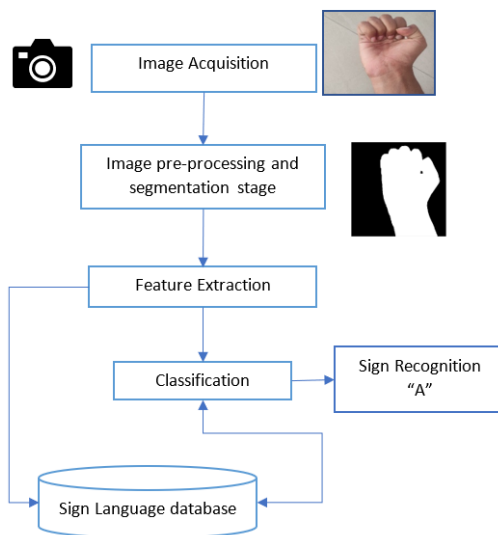 Image Acquisition
Image pre-processing and
segmentation stage
Feature Extraction
Classification
Sign Recognition
“A”
Sign Language database